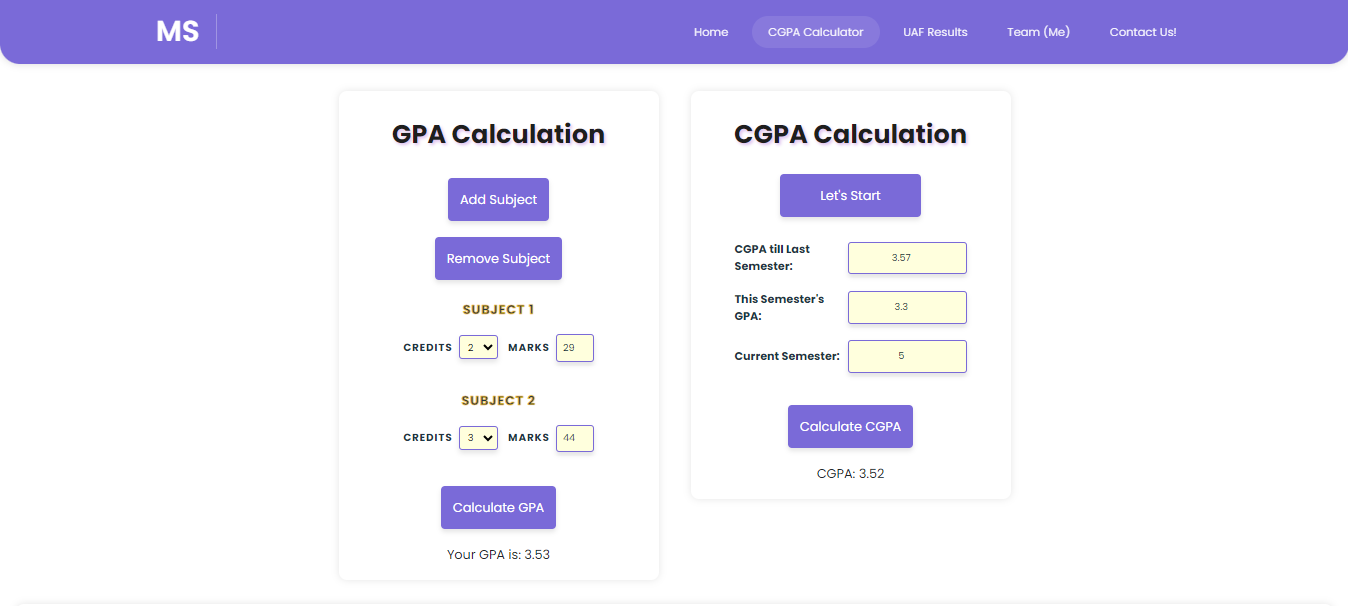 MS
Home
CGPA Calculator
UAF Results
Team (Me)
Contact Us!
GPA Calculation
Add Subject
Remove Subject
SUBJECT 1
CREDITS 2 MARKS 29
SUBJECT 2
CREDITS 3 MARKS 44
Calculate GPA
Your GPA is: 3.53
CGPA Calculation
Let's Start
CGPA till Last
Semester:
3.57
This Semester's
GPA:
3.3
Current Semester: 5
Calculate CGPA
CGPA: 3.52